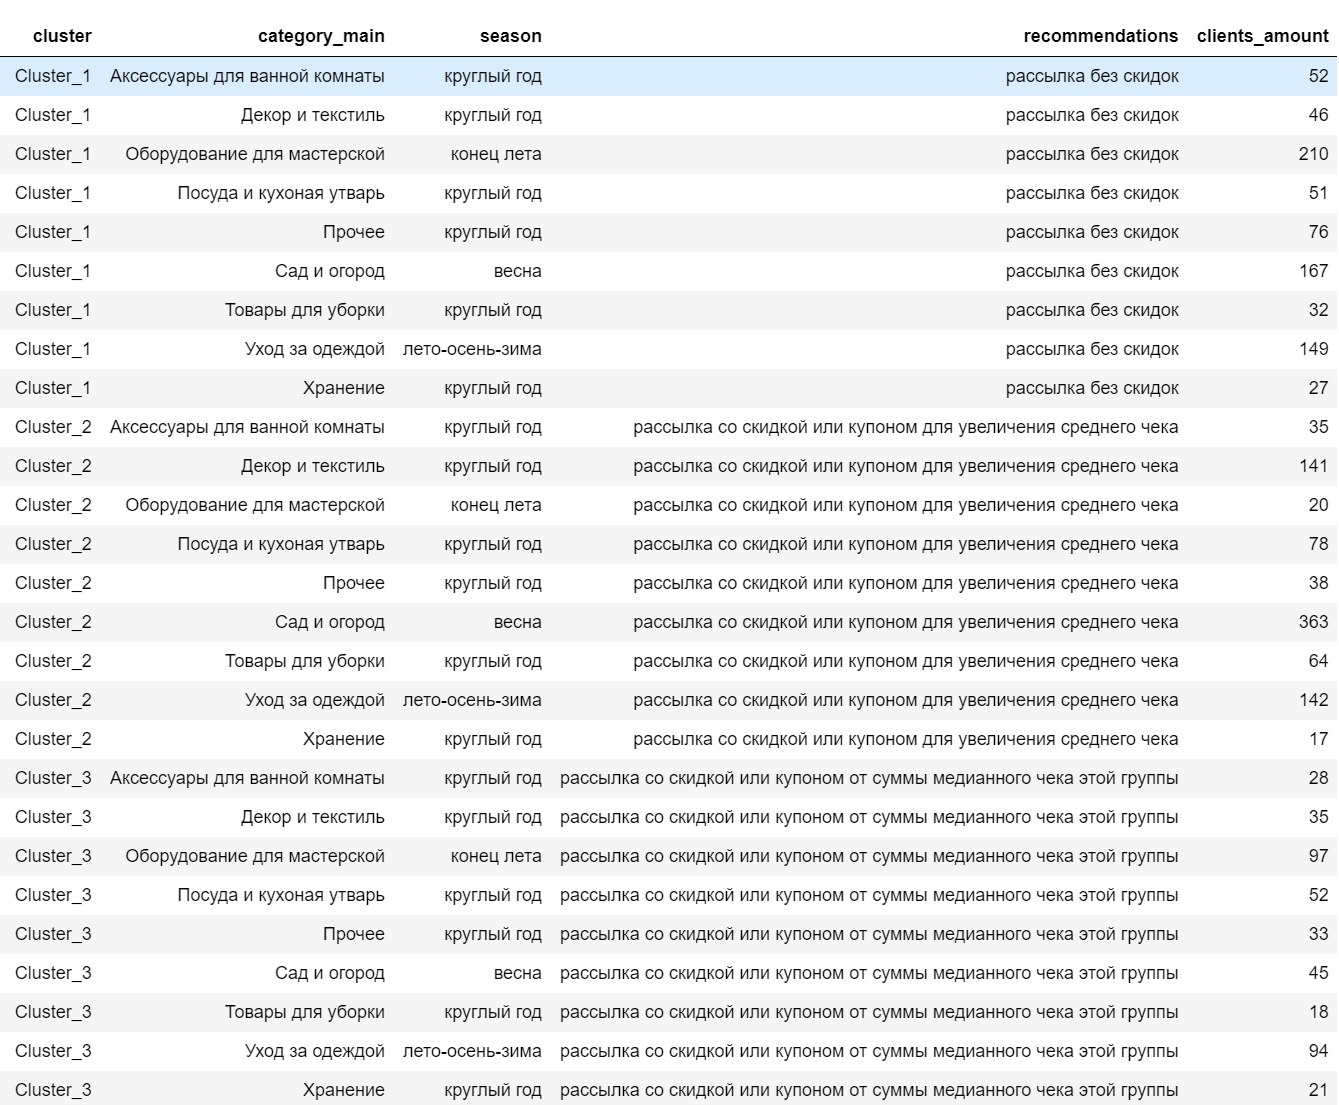 cluster category_main season recommendations clients_amount
Cluster_1 Аксессуары для ванной комнаты круглый год рассылка без скидок 52
Cluster_1 Декор и текстиль круглый год рассылка без скидок 46
Cluster_1 Оборудование для мастерской конец лета рассылка без скидок 210
Cluster_1 Посуда и кухоная утварь круглый год рассылка без скидок 51
Cluster_1 Прочее круглый год рассылка без скидок 76
Cluster_1 Сад и огород весна рассылка без скидок 167
Cluster_1 Товары для уборки круглый год рассылка без скидок 32
Cluster_1 Уход за одеждой лето-осень-зима рассылка без скидок 149
Cluster_1 Хранение круглый год рассылка без скидок 27
Cluster_2 Аксессуары для ванной комнаты круглый год рассылка со скидкой или купоном для увеличения среднего чека 35
Cluster_2 Декор и текстиль круглый год рассылка со скидкой или купоном для увеличения среднего чека 141
Cluster_2 Оборудование для мастерской конец лета рассылка со скидкой или купоном для увеличения среднего чека 20
Cluster_2 Посуда и кухоная утварь круглый год рассылка со скидкой или купоном для увеличения среднего чека 78
Cluster_2 Прочее круглый год рассылка со скидкой или купоном для увеличения среднего чека 38
Cluster_2 Сад и огород весна рассылка со скидкой или купоном для увеличения среднего чека 363
Cluster_2 Товары для уборки круглый год рассылка со скидкой или купоном для увеличения среднего чека 64
Cluster_2 Уход за одеждой лето-осень-зима рассылка со скидкой или купоном для увеличения среднего чека 142
Cluster_2 Хранение круглый год рассылка со скидкой или купоном для увеличения среднего чека 17
Cluster_3 Аксессуары для ванной комнаты круглый год рассылка со скидкой или купоном от суммы медианного чека этой группы 28
Cluster_3 Декор и текстиль круглый год рассылка со скидкой или купоном от суммы медианного чека этой группы 35
Cluster_3 Оборудование для мастерской конец лета рассылка со скидкой или купоном от суммы медианного чека этой группы 97
Cluster_3 Посуда и кухоная утварь круглый год рассылка со скидкой или купоном от суммы медианного чека этой группы 52
Cluster_3 Прочее круглый год рассылка со скидкой или купоном от суммы медианного чека этой группы 33
Cluster_3 Сад и огород весна рассылка со скидкой или купоном от суммы медианного чека этой группы 45
Cluster_3 Товары для уборки круглый год рассылка со скидкой или купоном от суммы медианного чека этой группы 18
Cluster_3 Уход за одеждой лето-осень-зима рассылка со скидкой или купоном от суммы медианного чека этой группы 94
Cluster_3 Хранение круглый год рассылка со скидкой или купоном от суммы медианного чека этой группы 21